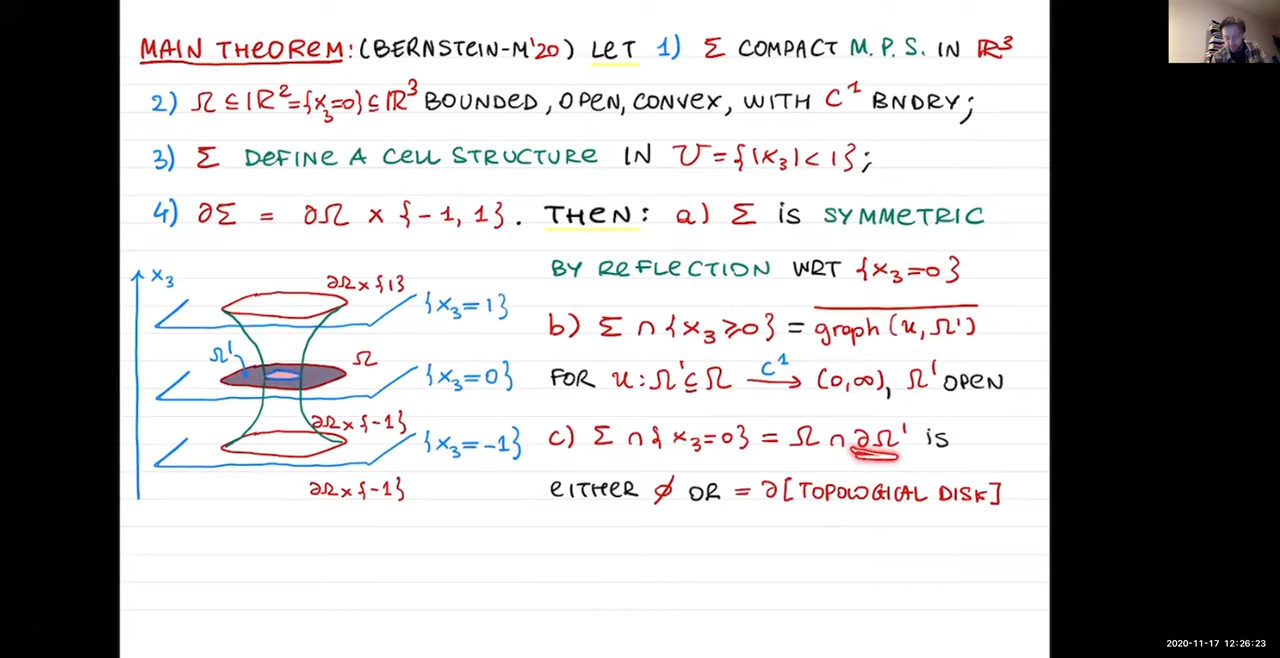 MAIN THEOREM: (BERNSTEIN-M'20) LET 1) Σ COMPACT M.P.S. IN ℝ³
2) Ω ⊆ ℝ² = {x₃=0} ⊆ ℝ³ BOUNDED, OPEN, CONVEX, WITH C¹ BNDRY;
3) Σ DEFINE A CELL STRUCTURE IN U = {|x₃| < 1};
4) ∂Σ = ∂Ω × {-1, 1}. THEN: a) Σ is SYMMETRIC
BY REFLECTION WRT {x₃=0}
b) Σ ∩ {x₃ ⩾ 0} = \overline{graph(u, Ω')}
FOR u: Ω' ⊆ Ω \xrightarrow{C¹} (0,∞), Ω' OPEN
c) Σ ∩ {x₃=0} = Ω ∩ ∂Ω' is
EITHER ∅ OR = ∂[TOPOLOGICAL DISK]
x₃
∂Ω×{1}
{x₃=1}
Ω'
Ω
{x₃=0}
∂Ω×{-1}
{x₃=-1}
∂Ω×{-1}
2020-11-17 12:26:23